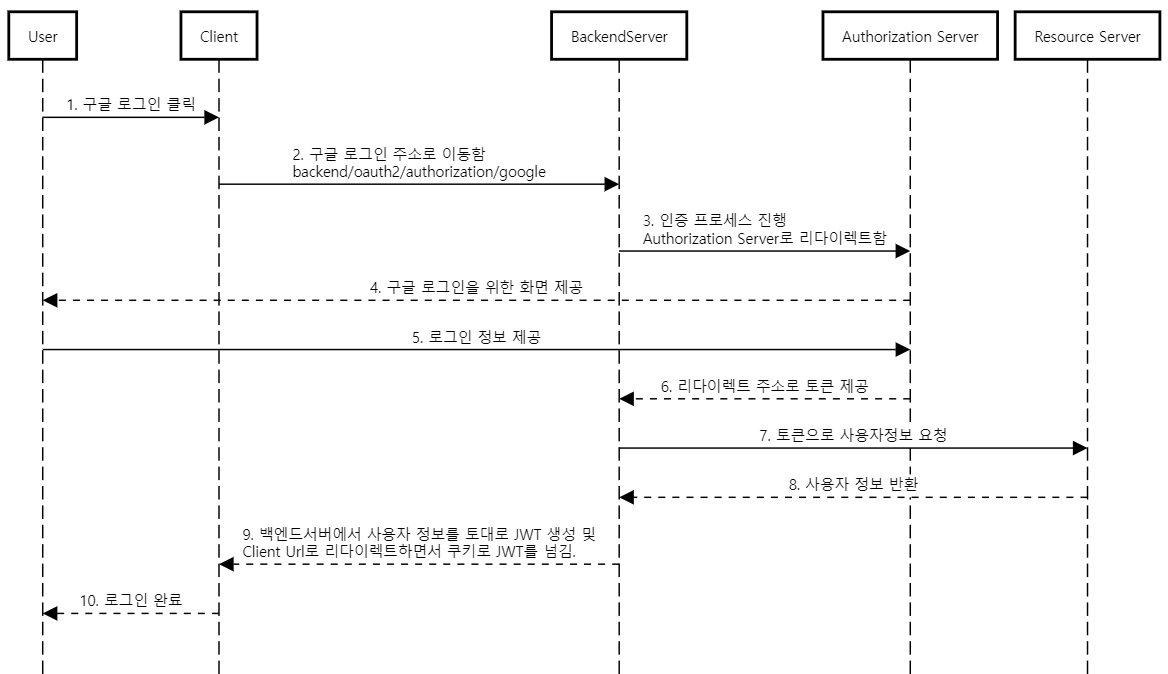 User
Client
BackendServer
Authorization Server
Resource Server
1. 구글 로그인 클릭
2. 구글 로그인 주소로 이동함
backend/oauth2/authorization/google
3. 인증 프로세스 진행
Authorization Server로 리다이렉트함
4. 구글 로그인을 위한 화면 제공
5. 로그인 정보 제공
6. 리다이렉트 주소로 토큰 제공
7. 토큰으로 사용자정보 요청
8. 사용자 정보 반환
9. 백엔드서버에서 사용자 정보를 토대로 JWT 생성 및
Client Url로 리다이렉트하면서 쿠키로 JWT를 넘김.
10. 로그인 완료